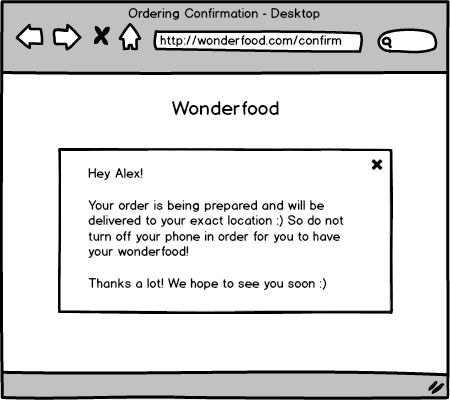 Ordering Confirmation - Desktop
http://wonderfood.com/confirm
Wonderfood
Hey Alex!
Your order is being prepared and will be
delivered to your exact location :) So do not
turn off your phone in order for you to have
your wonderfood!
Thanks a lot! We hope to see you soon :)